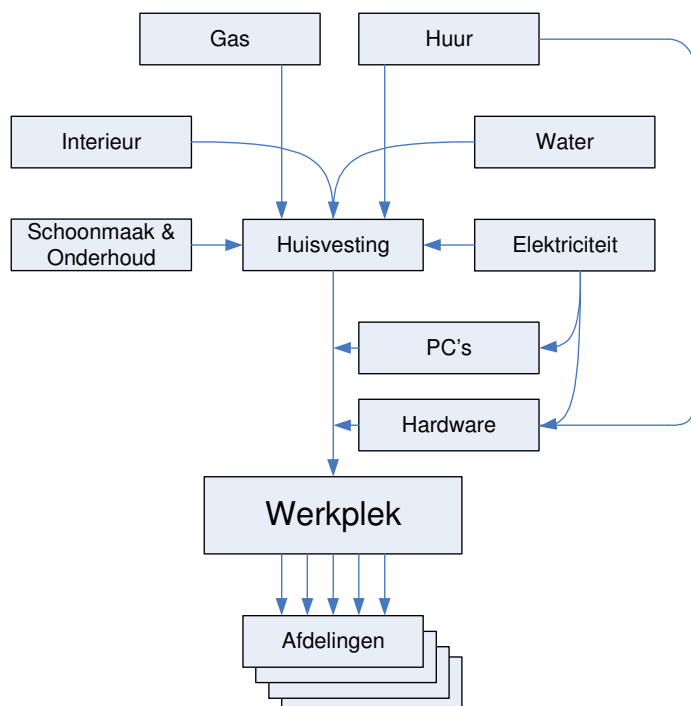 Gas
Huur
Interieur
Water
Schoonmaak &
Onderhoud
Huisvesting
Elektriciteit
PC's
Hardware
Werkplek
Afdelingen